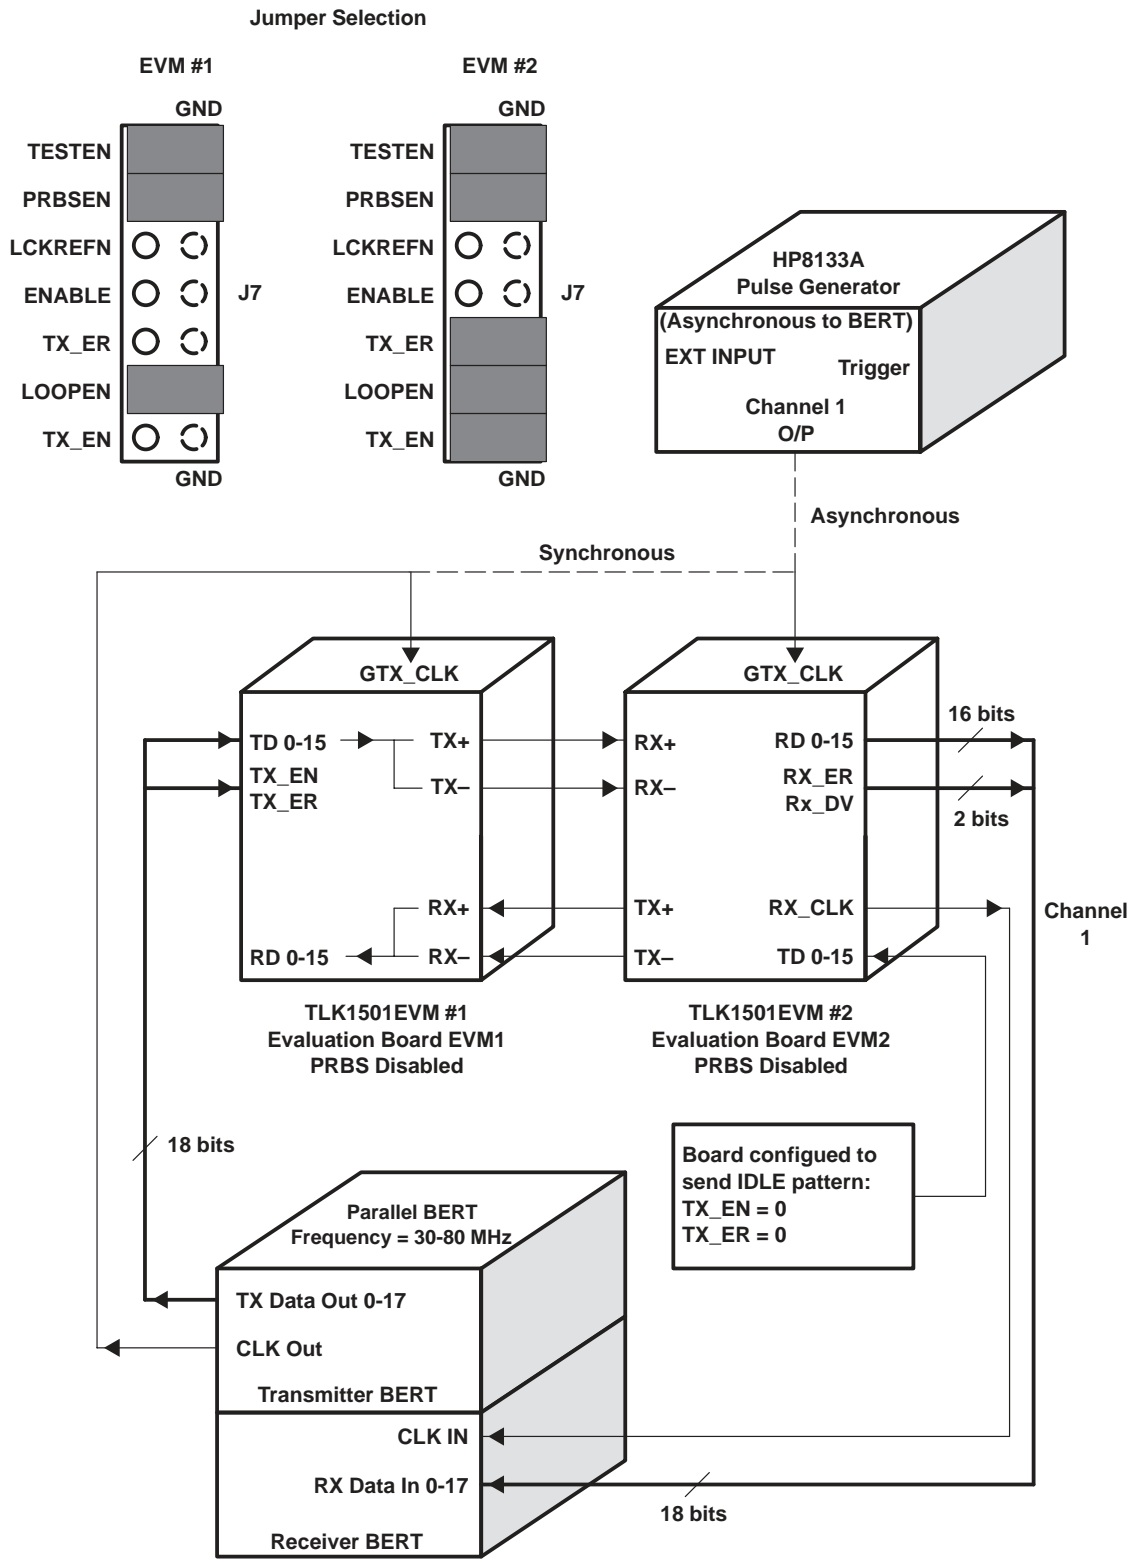 Jumper Selection
EVM #1
GND
TESTEN
PRBSEN
LCKREFN
ENABLE
TX_ER
LOOPEN
TX_EN
GND
J7
EVM #2
GND
TESTEN
PRBSEN
LCKREFN
ENABLE
TX_ER
LOOPEN
TX_EN
GND
J7
HP8133A
Pulse Generator
(Asynchronous to BERT)
EXT INPUT
Trigger
Channel 1
O/P
Asynchronous
Synchronous
GTX_CLK
TD 0-15
TX+
TX_EN
TX–
TX_ER
RX+
RD 0-15
RX–
TLK1501EVM #1
Evaluation Board EVM1
PRBS Disabled
GTX_CLK
RX+
RD 0-15
RX–
RX_ER
Rx_DV
TX+
RX_CLK
TX–
TD 0-15
TLK1501EVM #2
Evaluation Board EVM2
PRBS Disabled
16 bits
2 bits
Channel
1
18 bits
Board configued to
send IDLE pattern:
TX_EN = 0
TX_ER = 0
Parallel BERT
Frequency = 30-80 MHz
TX Data Out 0-17
CLK Out
Transmitter BERT
CLK IN
RX Data In 0-17
Receiver BERT
18 bits